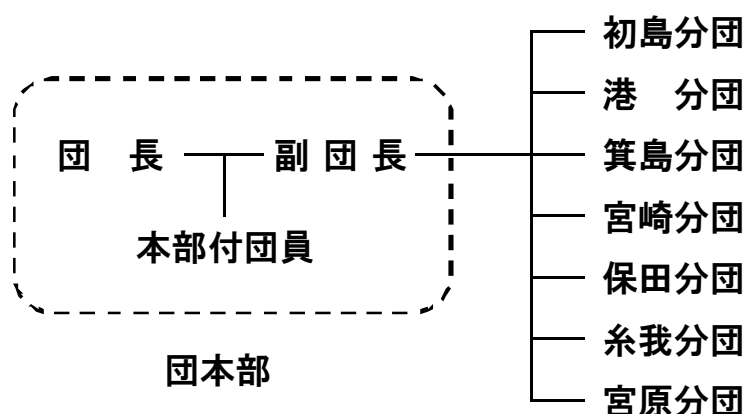 団　長
副 団 長
本部付団員
団本部
初島分団
港　分団
箕島分団
宮崎分団
保田分団
糸我分団
宮原分団